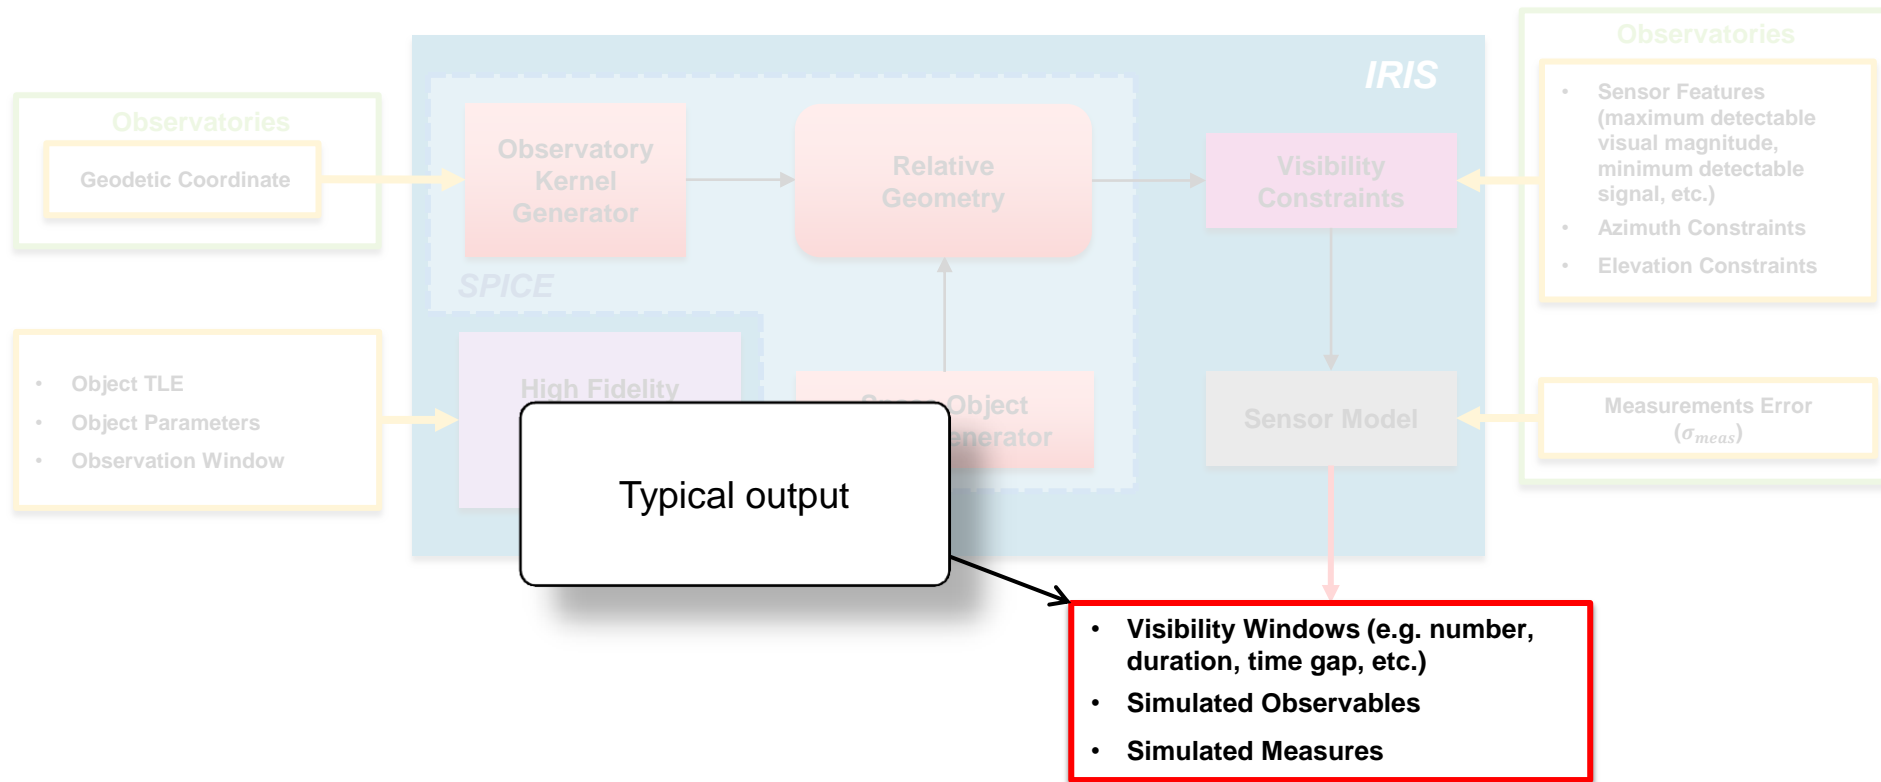 Observatories
Geodetic Coordinate
• Object TLE
• Object Parameters
• Observation Window
IRIS
SPICE
Observatory
Kernel
Generator
Relative
Geometry
Visibility
Constraints
High Fidelity
Object
Sensor Model
Typical output
Observatories
• Sensor Features
(maximum detectable
visual magnitude,
minimum detectable
signal, etc.)
• Azimuth Constraints
• Elevation Constraints
Measurements Error
(σmeas)
• Visibility Windows (e.g. number,
duration, time gap, etc.)
• Simulated Observables
• Simulated Measures